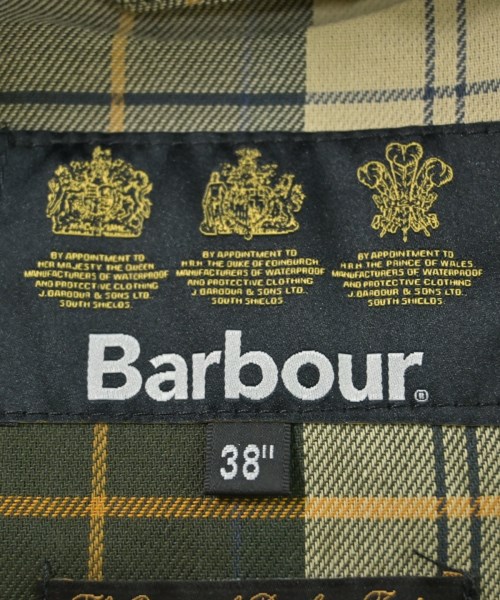 BY APPOINTMENT TO
HER MAJESTY THE QUEEN
MANUFACTURERS OF WATERPROOF
AND PROTECTIVE CLOTHING
J.BARBOUR & SONS LTD.,
SOUTH SHIELDS
BY APPOINTMENT TO
H.R.H. THE DUKE OF EDINBURGH
MANUFACTURERS OF WATERPROOF
AND PROTECTIVE CLOTHING
J.BARBOUR & SONS LTD.,
SOUTH SHIELDS
BY APPOINTMENT TO
H.R.H. THE PRINCE OF WALES
MANUFACTURERS OF WATERPROOF
AND PROTECTIVE CLOTHING
J.BARBOUR & SONS LTD.,
SOUTH SHIELDS
Barbour®
38"